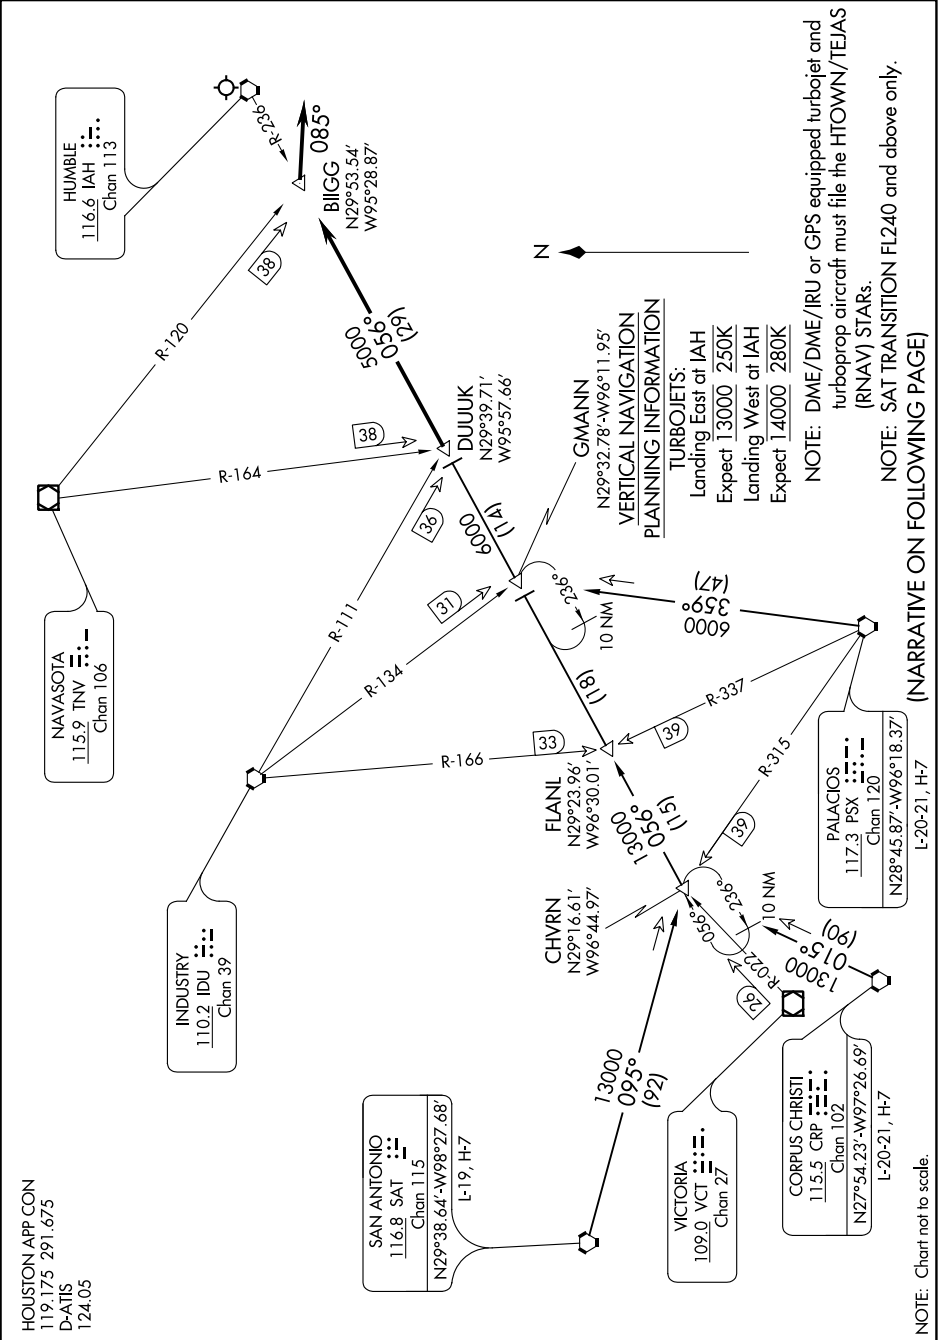 HOUSTON APP CON
119.175 291.675
D-ATIS
124.05
SAN ANTONIO
116.8 SAT
Chan 115
N29°38.64'-W98°27.68'
L-19, H-7
INDUSTRY
110.2 IDU
Chan 39
NAVASOTA
115.9 TNV
Chan 106
HUMBLE
116.6 IAH
Chan 113
R-236
085°
BIIGG
N29°53.54'
W95°28.87'
R-120
38
5000
056°
(29)
R-164
38
DUUUK
N29°39.71'
W95°57.66'
R-111
36
6000
(14)
R-134
31
GMANN
N29°32.78'-W96°11.95'
236°
10 NM
(18)
R-166
33
FLANL
N29°23.96'
W96°30.01'
13000
056°
(15)
CHVRN
N29°16.61'
W96°44.97'
056°
236°
10 NM
R-022
26
13000
095°
(92)
13000
015°
(90)
R-315
39
R-337
39
6000
359°
(47)
N
VERTICAL NAVIGATION
PLANNING INFORMATION
TURBOJETS:
Landing East at IAH
Expect 13000 250K
Landing West at IAH
Expect 14000 280K
VICTORIA
109.0 VCT
Chan 27
CORPUS CHRISTI
115.5 CRP
Chan 102
N27°54.23'-W97°26.69'
L-20-21, H-7
PALACIOS
117.3 PSX
Chan 120
N28°45.87'-W96°18.37'
L-20-21, H-7
NOTE: DME/DME/IRU or GPS equipped turbojet and
turboprop aircraft must file the HTOWN/TEJAS
(RNAV) STARs.
NOTE: SAT TRANSITION FL240 and above only.
(NARRATIVE ON FOLLOWING PAGE)
NOTE: Chart not to scale.